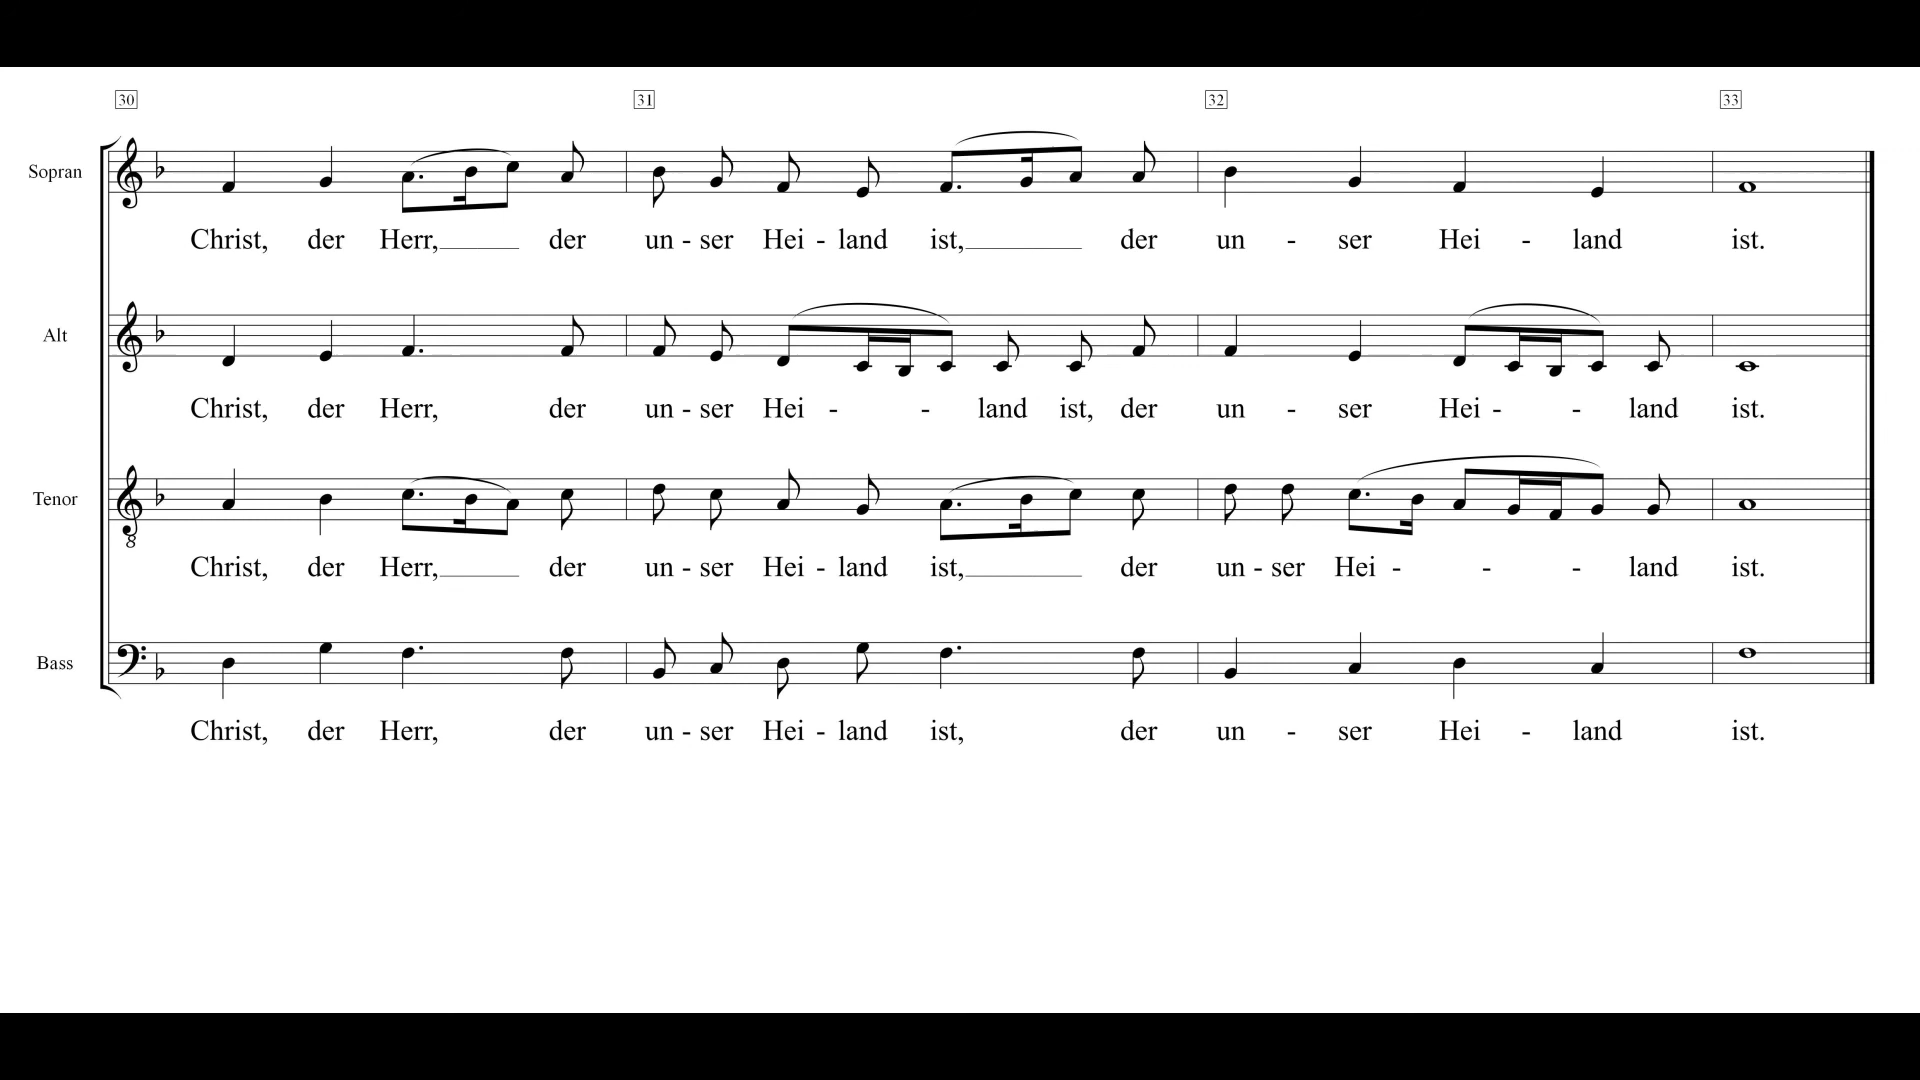 30 31 32 33
Sopran
Christ, der Herr, der un - ser Hei - land ist, der un - ser Hei - land ist.
Alt
Christ, der Herr, der un - ser Hei - - land ist, der un - ser Hei - - land ist.
Tenor
8
Christ, der Herr, der un - ser Hei - land ist, der un - ser Hei - - - land ist.
Bass
Christ, der Herr, der un - ser Hei - land ist, der un - ser Hei - land ist.